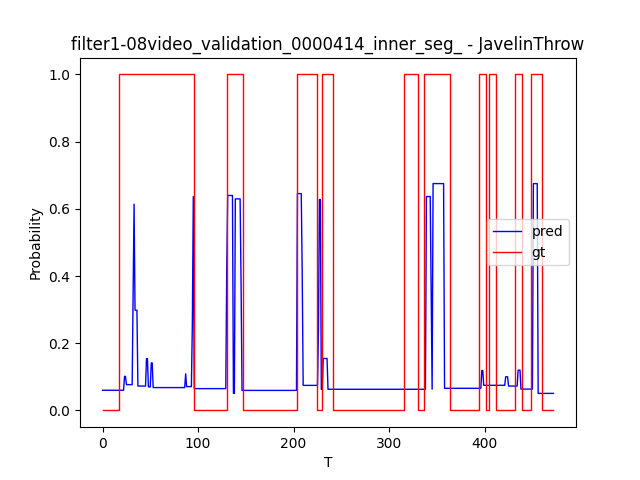 filter1-08video_validation_0000414_inner_seg_ - JavelinThrow
1.0
0.8
0.6
0.4
0.2
0.0
Probability
pred
gt
0
100
200
300
400
T